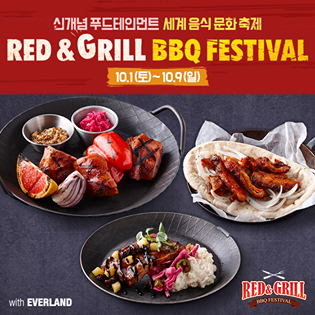 신개념 푸드테인먼트 세계 음식 문화 축제
RED & GRILL BBQ FESTIVAL
10.1(토)~10.9(일)
with EVERLAND
RED & GRILL
BBQ FESTIVAL